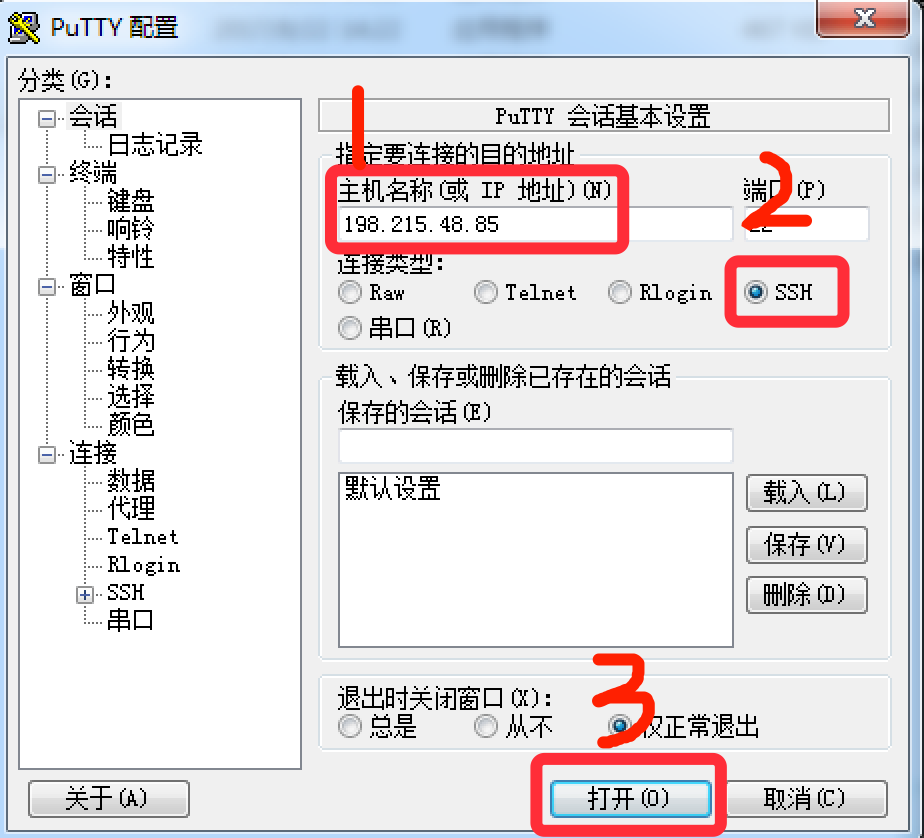 PuTTY 配置
分类(G):
会话
日志记录
终端
键盘
响铃
特性
窗口
外观
行为
转换
选择
颜色
连接
数据
代理
Telnet
Rlogin
SSH
串口
PuTTY 会话基本设置
1
指定要连接的目的地址
主机名称(或 IP 地址)(N)
端口(P)
2
198.215.48.85
22
连接类型:
Raw
Telnet
Rlogin
SSH
串口(R)
载入、保存或删除已存在的会话
保存的会话(E)
默认设置
载入(L)
保存(V)
删除(D)
3
退出时关闭窗口(X):
总是
从不
仅正常退出
关于(A)
打开(O)
取消(C)